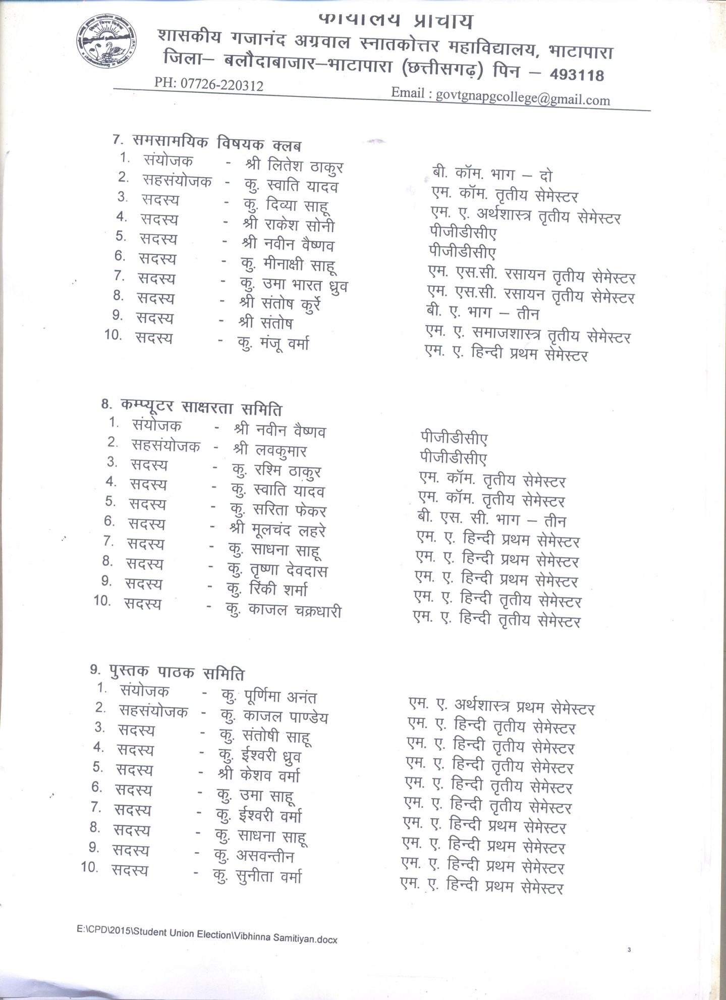 कार्यालय प्राचार्य
शासकीय गजानंद अग्रवाल स्नातकोत्तर महाविद्यालय, भाटापारा
जिला– बलौदाबाजार–भाटापारा (छत्तीसगढ़) पिन – 493118
PH: 07726-220312 Email : govtgnapgcollege@gmail.com
7. समसामयिक विषयक क्लब
1. संयोजक - श्री लितेश ठाकुर बी. कॉम. भाग – दो
2. सहसंयोजक - कु. स्वाति यादव एम. कॉम. तृतीय सेमेस्टर
3. सदस्य - कु. दिव्या साहू एम. ए. अर्थशास्त्र तृतीय सेमेस्टर
4. सदस्य - श्री राकेश सोनी पीजीडीसीए
5. सदस्य - श्री नवीन वैष्णव पीजीडीसीए
6. सदस्य - कु. मीनाक्षी साहू एम. एस.सी. रसायन तृतीय सेमेस्टर
7. सदस्य - कु. उमा भारत ध्रुव एम. एस.सी. रसायन तृतीय सेमेस्टर
8. सदस्य - श्री संतोष कुर्रे बी. ए. भाग – तीन
9. सदस्य - श्री संतोष एम. ए. समाजशास्त्र तृतीय सेमेस्टर
10. सदस्य - कु. मंजू वर्मा एम. ए. हिन्दी प्रथम सेमेस्टर
8. कम्प्यूटर साक्षरता समिति
1. संयोजक - श्री नवीन वैष्णव पीजीडीसीए
2. सहसंयोजक - श्री लवकुमार पीजीडीसीए
3. सदस्य - कु. रश्मि ठाकुर एम. कॉम. तृतीय सेमेस्टर
4. सदस्य - कु. स्वाति यादव एम. कॉम. तृतीय सेमेस्टर
5. सदस्य - कु. सरिता फेकर बी. एस. सी. भाग – तीन
6. सदस्य - श्री मूलचंद लहरे एम. ए. हिन्दी प्रथम सेमेस्टर
7. सदस्य - कु. साधना साहू एम. ए. हिन्दी प्रथम सेमेस्टर
8. सदस्य - कु. तृष्णा देवदास एम. ए. हिन्दी प्रथम सेमेस्टर
9. सदस्य - कु. रिंकी शर्मा एम. ए. हिन्दी तृतीय सेमेस्टर
10. सदस्य - कु. काजल चक्रधारी एम. ए. हिन्दी तृतीय सेमेस्टर
9. पुस्तक पाठक समिति
1. संयोजक - कु. पूर्णिमा अनंत एम. ए. अर्थशास्त्र प्रथम सेमेस्टर
2. सहसंयोजक - कु. काजल पाण्डेय एम. ए. हिन्दी तृतीय सेमेस्टर
3. सदस्य - कु. संतोषी साहू एम. ए. हिन्दी तृतीय सेमेस्टर
4. सदस्य - कु. ईश्वरी ध्रुव एम. ए. हिन्दी तृतीय सेमेस्टर
5. सदस्य - श्री केशव वर्मा एम. ए. हिन्दी तृतीय सेमेस्टर
6. सदस्य - कु. उमा साहू एम. ए. हिन्दी तृतीय सेमेस्टर
7. सदस्य - कु. ईश्वरी वर्मा एम. ए. हिन्दी प्रथम सेमेस्टर
8. सदस्य - कु. साधना साहू एम. ए. हिन्दी प्रथम सेमेस्टर
9. सदस्य - कु. असवन्तीन एम. ए. हिन्दी प्रथम सेमेस्टर
10. सदस्य - कु. सुनीता वर्मा एम. ए. हिन्दी प्रथम सेमेस्टर
E:\CPD\2015\Student Union Election\Vibhinna Samitiyan.docx
3